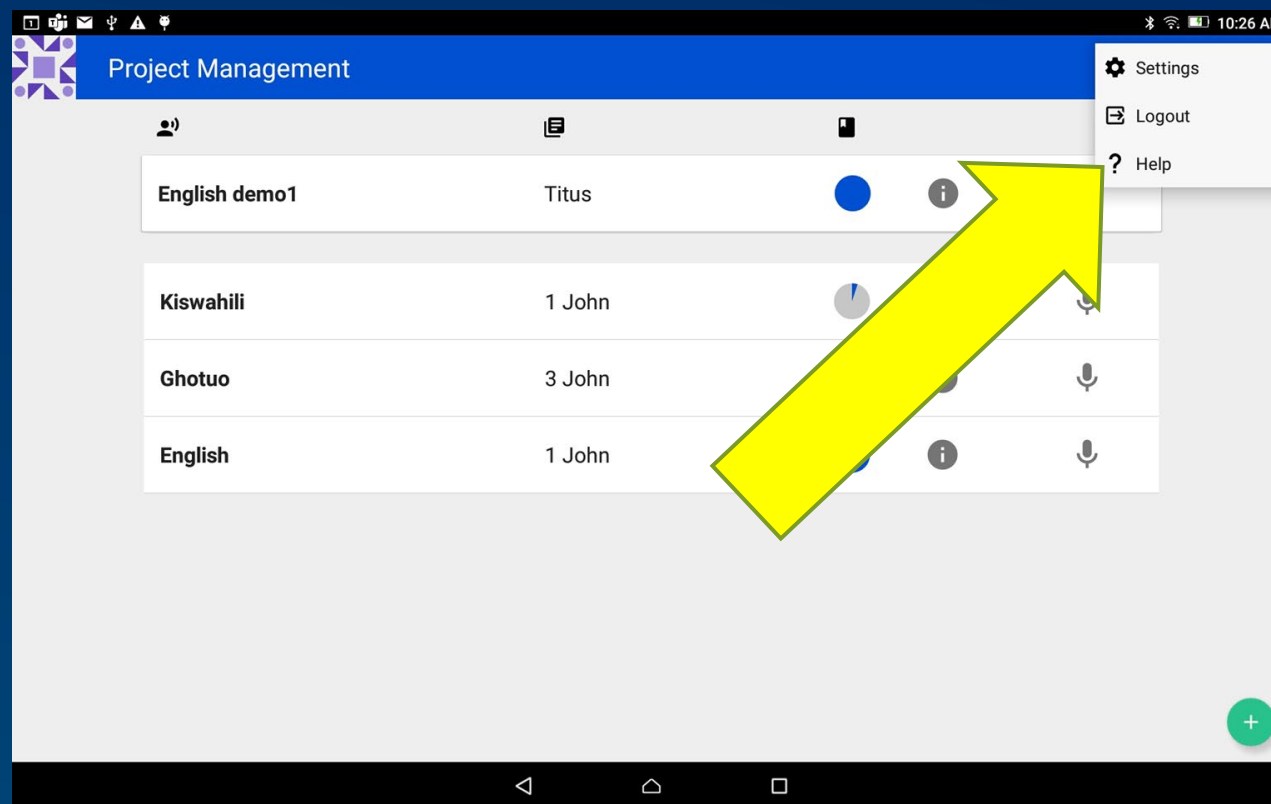 10:26 A
Project Management
Settings
Logout
? Help
English demo1 Titus
Kiswahili 1 John
Ghotuo 3 John
English 1 John